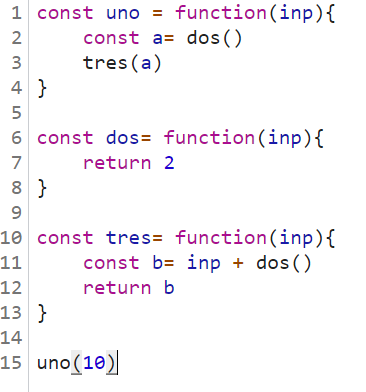 1 const uno = function(inp){
2     const a= dos()
3     tres(a)
4 }
5
6 const dos= function(inp){
7     return 2
8 }
9
10 const tres= function(inp){
11     const b= inp + dos()
12     return b
13 }
14
15 uno(10)